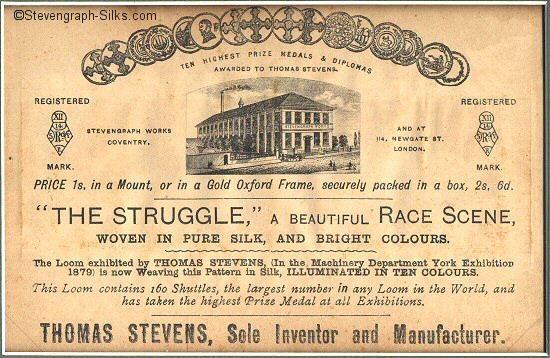 ©Stevengraph-Silks.com
TEN HIGHEST PRIZE MEDALS & DIPLOMAS
AWARDED TO THOMAS STEVENS.
REGISTERED
MARK.
STEVENGRAPH WORKS
COVENTRY,
STEVENGRAPH WORKS
AND AT
114, NEWGATE ST.
LONDON.
REGISTERED
MARK.
PRICE 1s. in a Mount, or in a Gold Oxford Frame, securely packed in a box, 2s. 6d.
"THE STRUGGLE," A BEAUTIFUL RACE SCENE,
WOVEN IN PURE SILK, AND BRIGHT COLOURS.
The Loom exhibited by THOMAS STEVENS, (In the Machinery Department York Exhibition
1879) is now Weaving this Pattern in Silk, ILLUMINATED IN TEN COLOURS.
This Loom contains 160 Shuttles, the largest number in any Loom in the World, and
has taken the highest Prize Medal at all Exhibitions.
THOMAS STEVENS, Sole Inventor and Manufacturer.